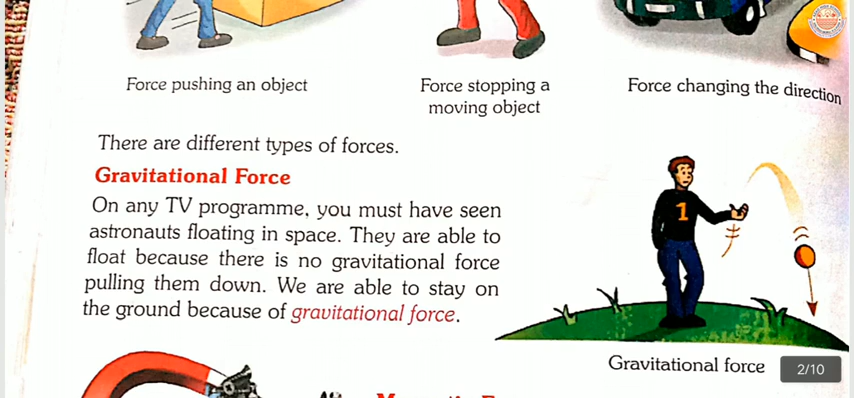 Force pushing an object
Force stopping a
moving object
Force changing the direction
There are different types of forces.
Gravitational Force
On any TV programme, you must have seen
astronauts floating in space. They are able to
float because there is no gravitational force
pulling them down. We are able to stay on
the ground because of gravitational force.
1
Gravitational force
2/10